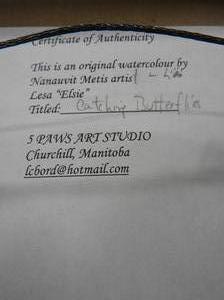 Certificate of Authenticity
This is an original watercolour by
Nanauvit Metis artist -
Lesa "Elsie"
Titled: Catching Butterflies
5 PAWS ART STUDIO
Churchill, Manitoba
lcbord@hotmail.com